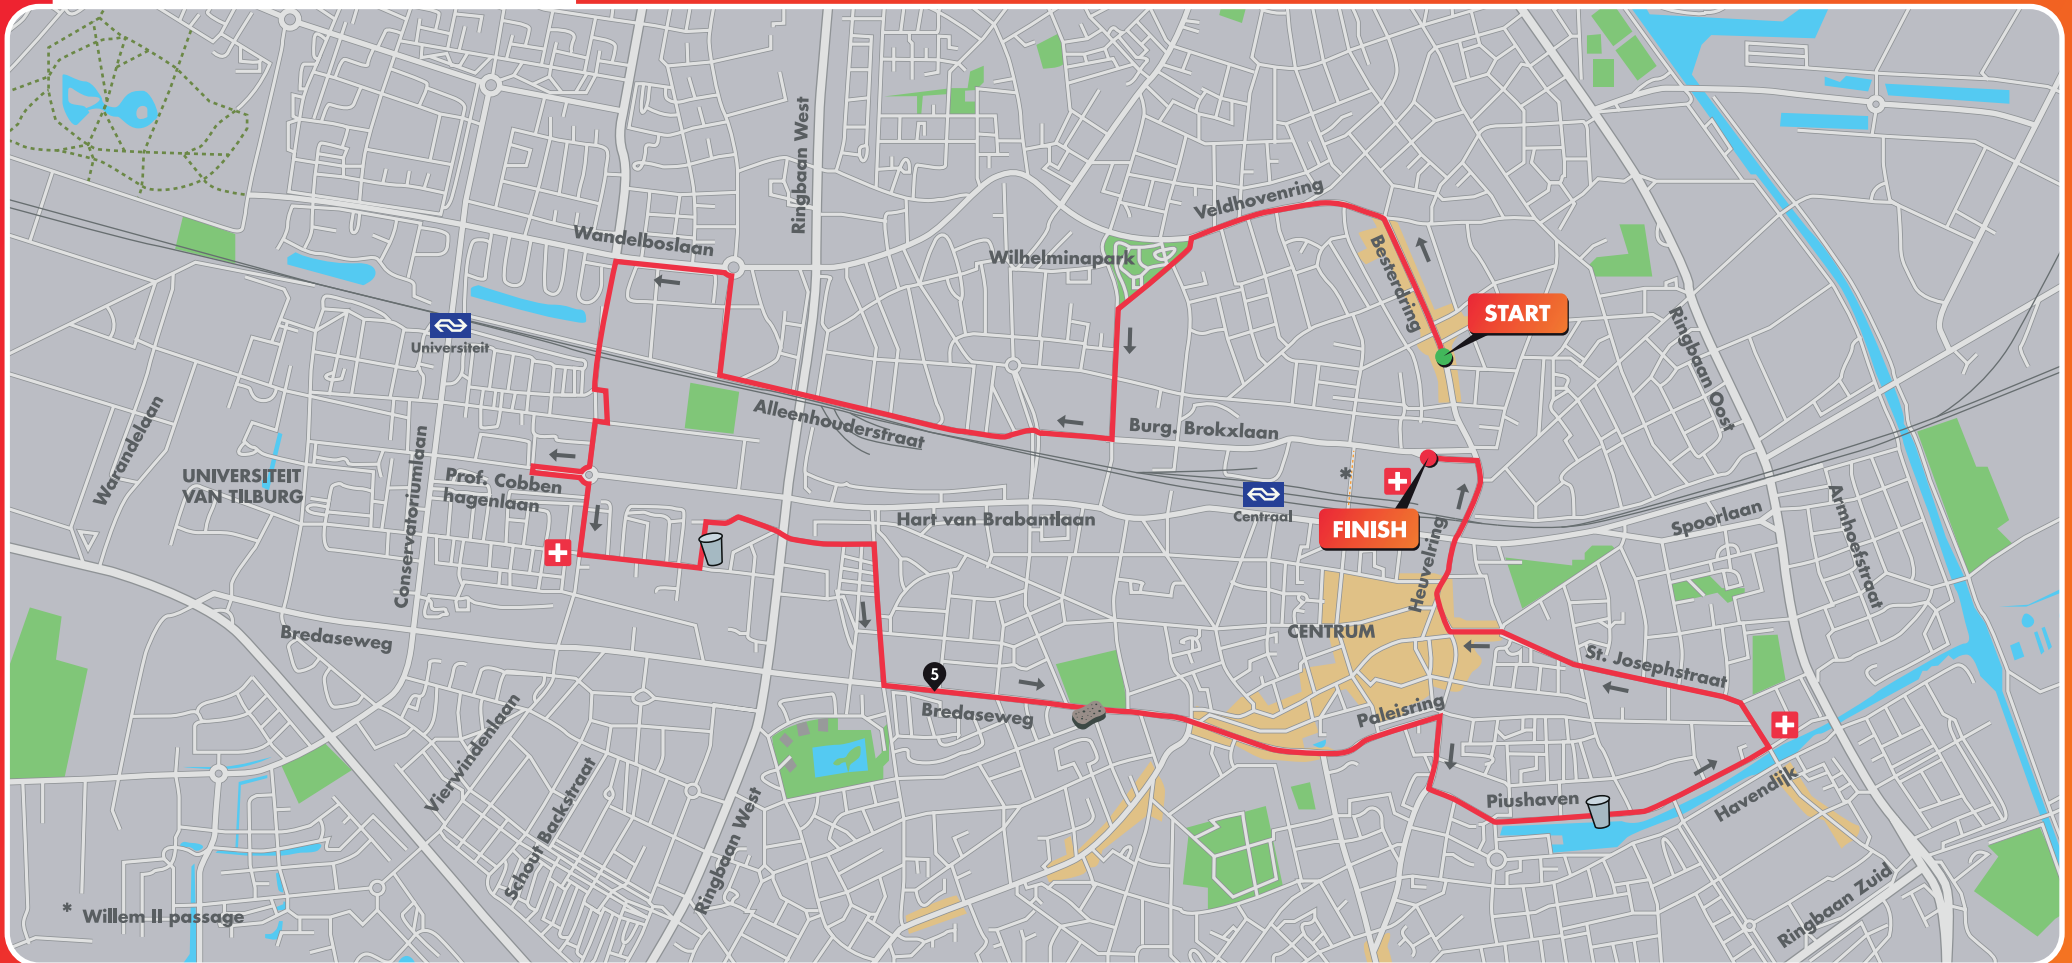 Ringbaan West
Veldhovenring
Wandelboslaan
Wilhelminapark
Besterdring
START
Universiteit
Ringbaan Oost
Alleenhouderstraat
Burg. Brokxlaan
Warandelaan
UNIVERSITEIT
VAN TILBURG
Conservatoriumlaan
Prof. Cobben
hagenlaan
*
Centraal
Hart van Brabantlaan
FINISH
Spoorlaan
Armhoefstraat
Heuvelring
Bredaseweg
CENTRUM
St. Josephstraat
5
Bredaseweg
Paleisring
Vierwindenlaan
Schout Backstraat
Ringbaan West
Piushaven
Havendijk
Ringbaan Zuid
* Willem II passage